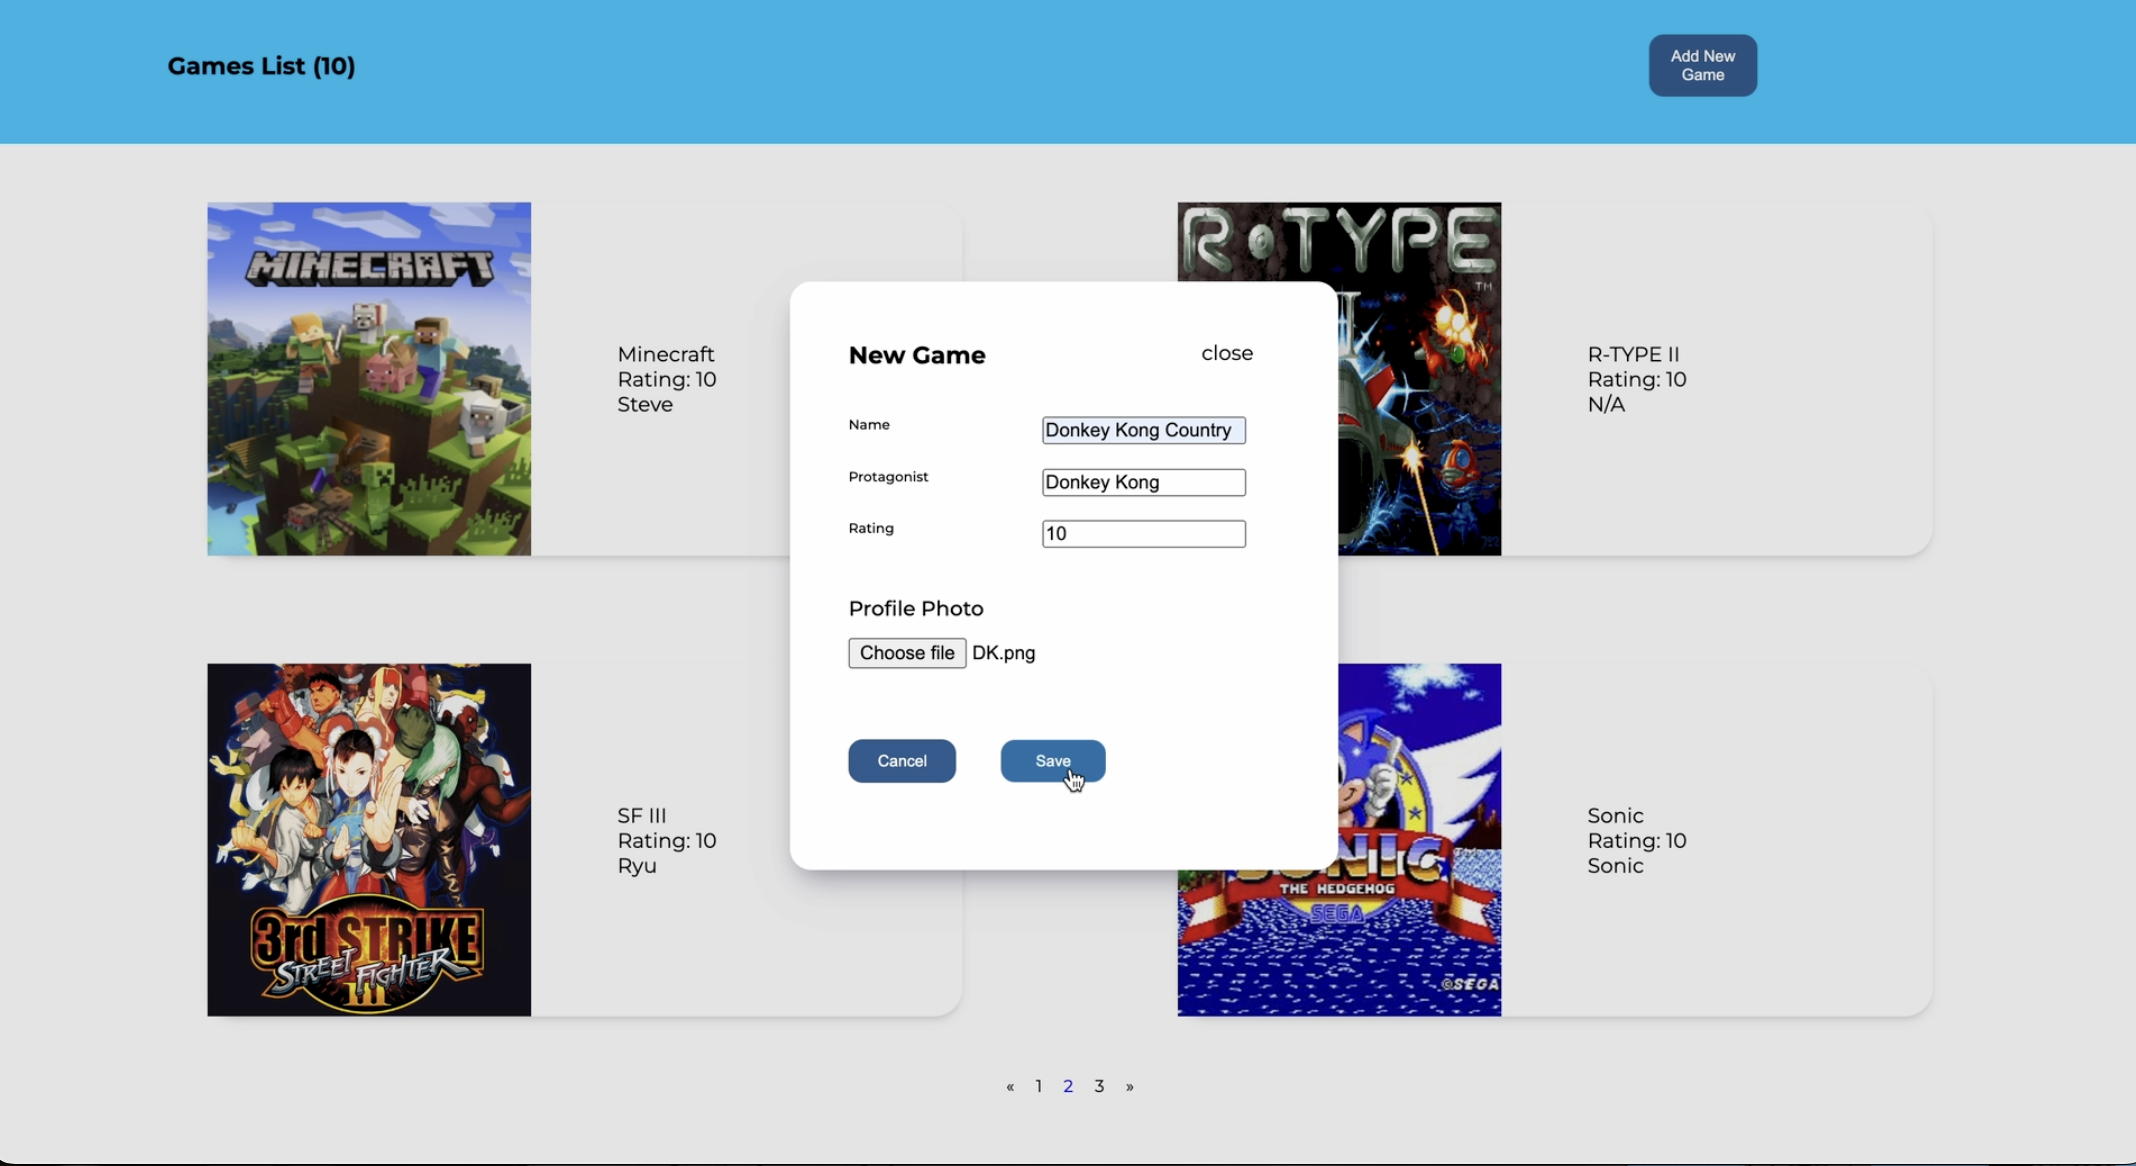 Games List (10)
Add New
Game
MINECRAFT
Minecraft
Rating: 10
Steve
R·TYPE
TM
II
R-TYPE II
Rating: 10
N/A
New Game
close
Name
Donkey Kong Country
Protagonist
Donkey Kong
Rating
10
Profile Photo
Choose file
DK.png
Cancel
Save
3rd STRIKE
STREET FIGHTER
III
SF III
Rating: 10
Ryu
SONIC
THE HEDGEHOG
SEGA
©SEGA
Sonic
Rating: 10
Sonic
« 1 2 3 »